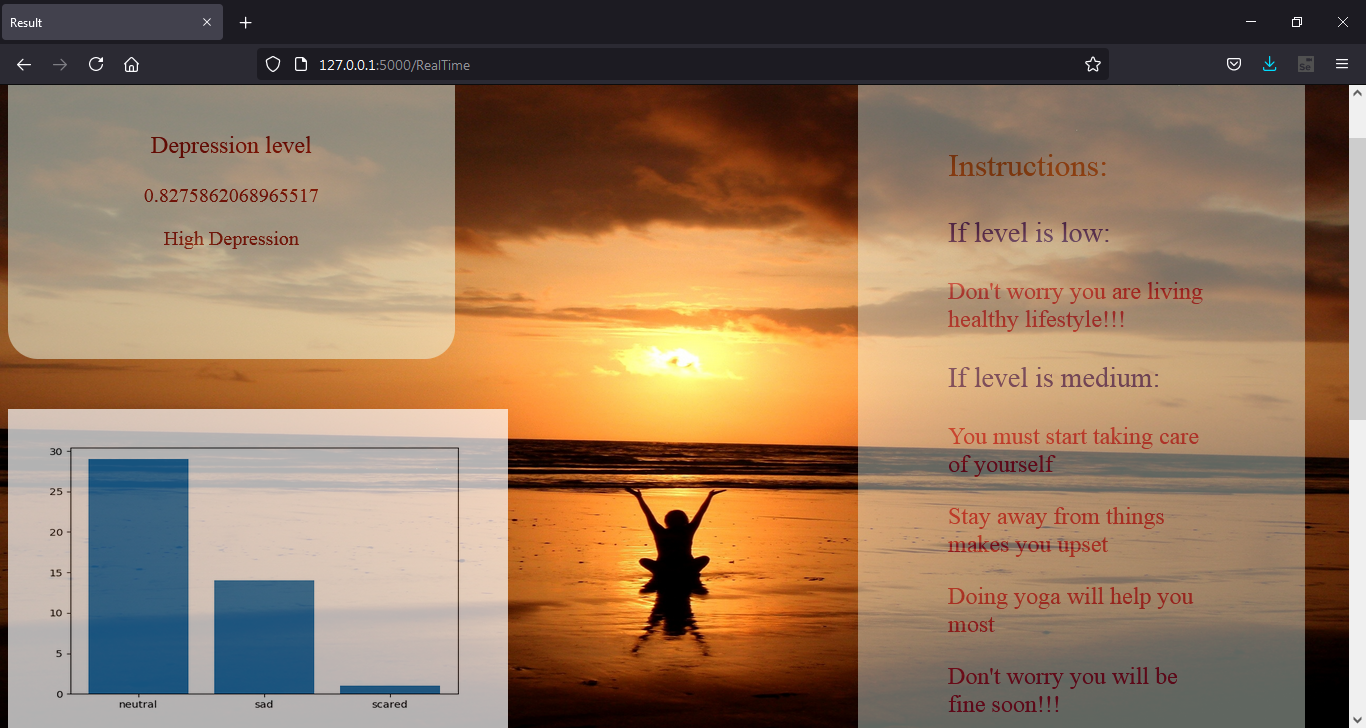 Result
127.0.0.1:5000/RealTime
Se
Depression level
0.8275862068965517
High Depression
30
25
20
15
10
5
0
neutral
sad
scared
Instructions:
If level is low:
Don't worry you are living
healthy lifestyle!!!
If level is medium:
You must start taking care
of yourself
Stay away from things
makes you upset
Doing yoga will help you
most
Don't worry you will be
fine soon!!!